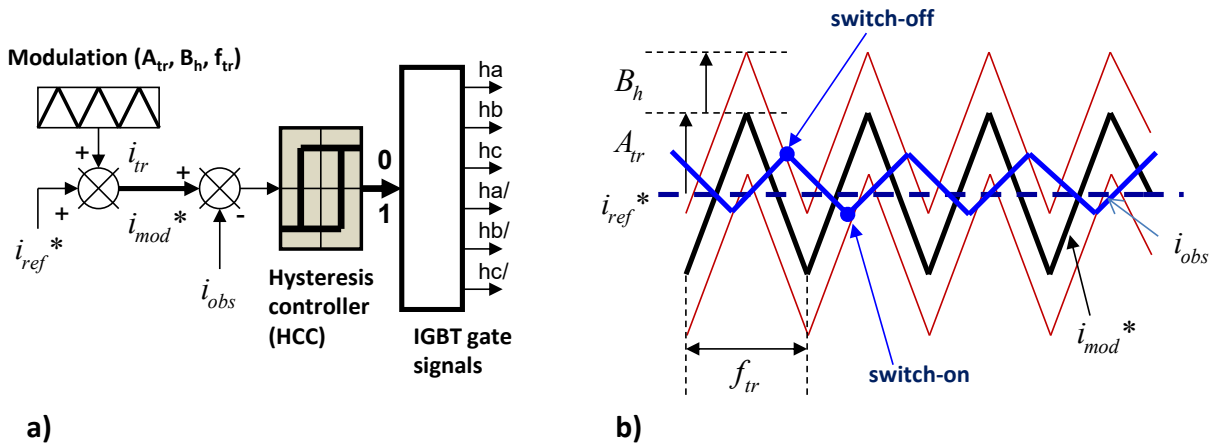 Modulation (Atr, Bh, ftr)
+
itr
+
+
imod*
-
iref*
iobs
0
1
Hysteresis
controller
(HCC)
ha
hb
hc
ha/
hb/
hc/
IGBT gate
signals
a)
switch-off
Bh
Atr
iref*
iobs
imod*
ftr
switch-on
b)